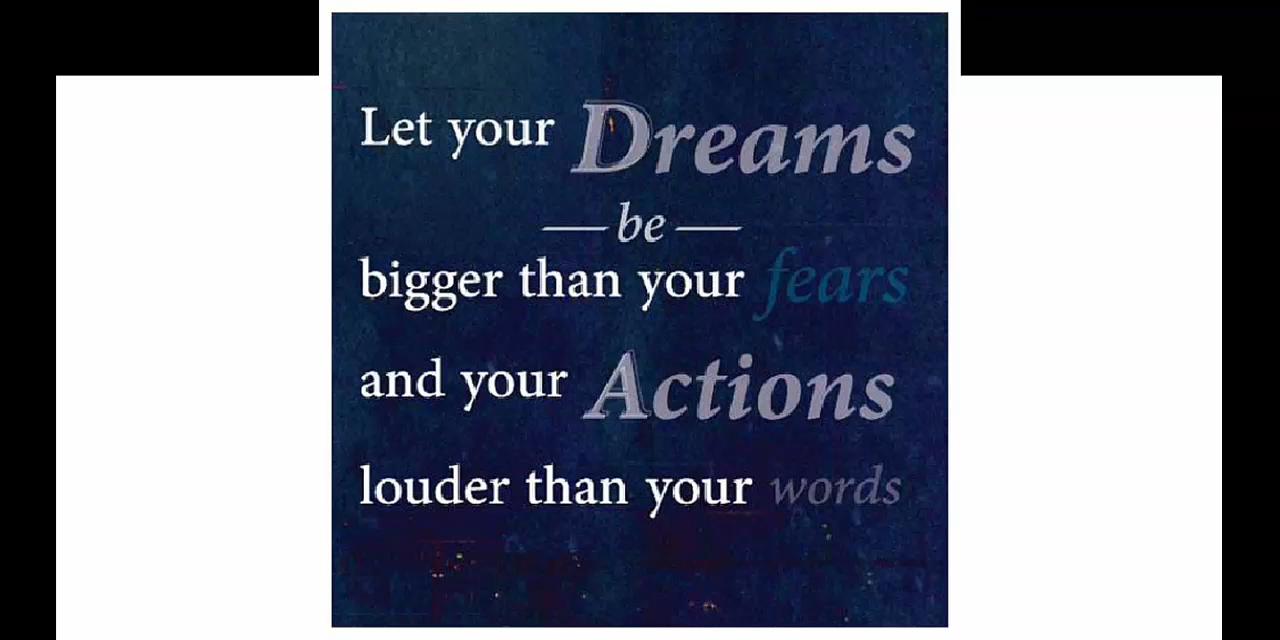 Let your Dreams
— be —
bigger than your fears
and your Actions
louder than your words